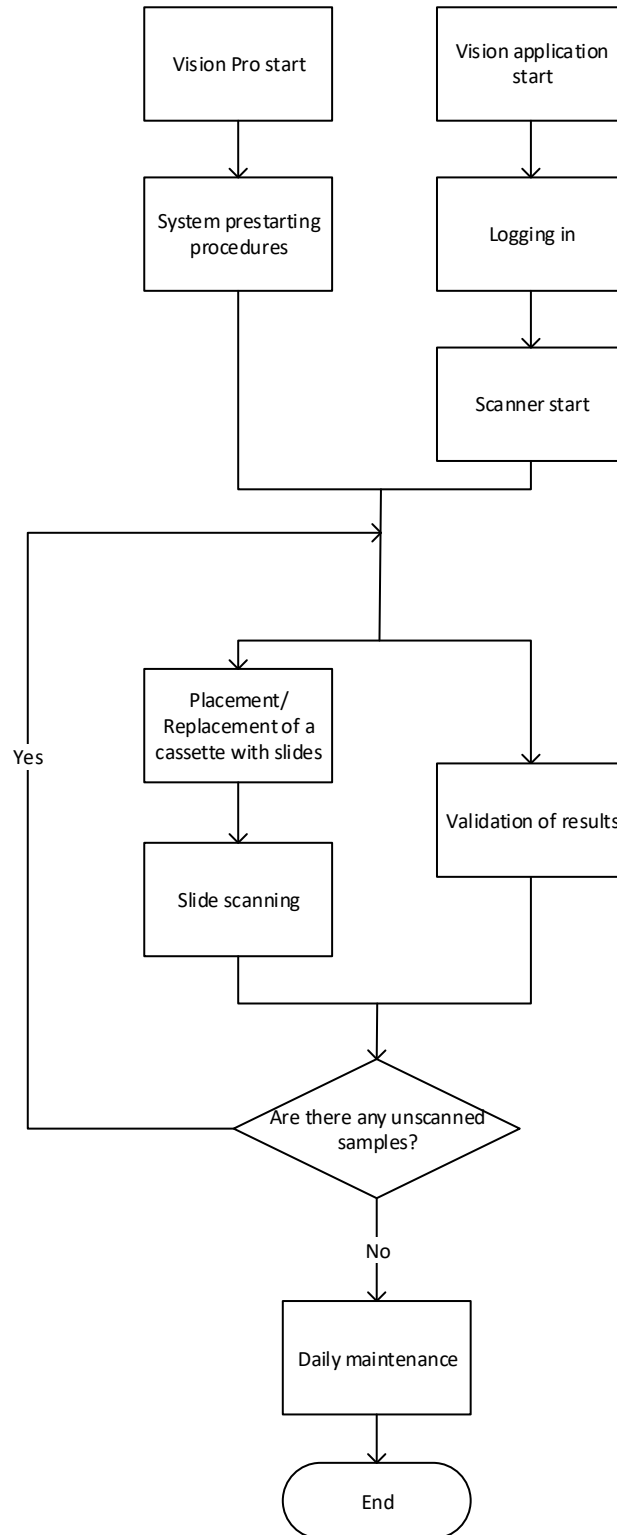 Vision Pro start
Vision application
start
System prestarting
procedures
Logging in
Scanner start
Placement/
Replacement of a
cassette with slides
Yes
Validation of results
Slide scanning
Are there any unscanned
samples?
No
Daily maintenance
End